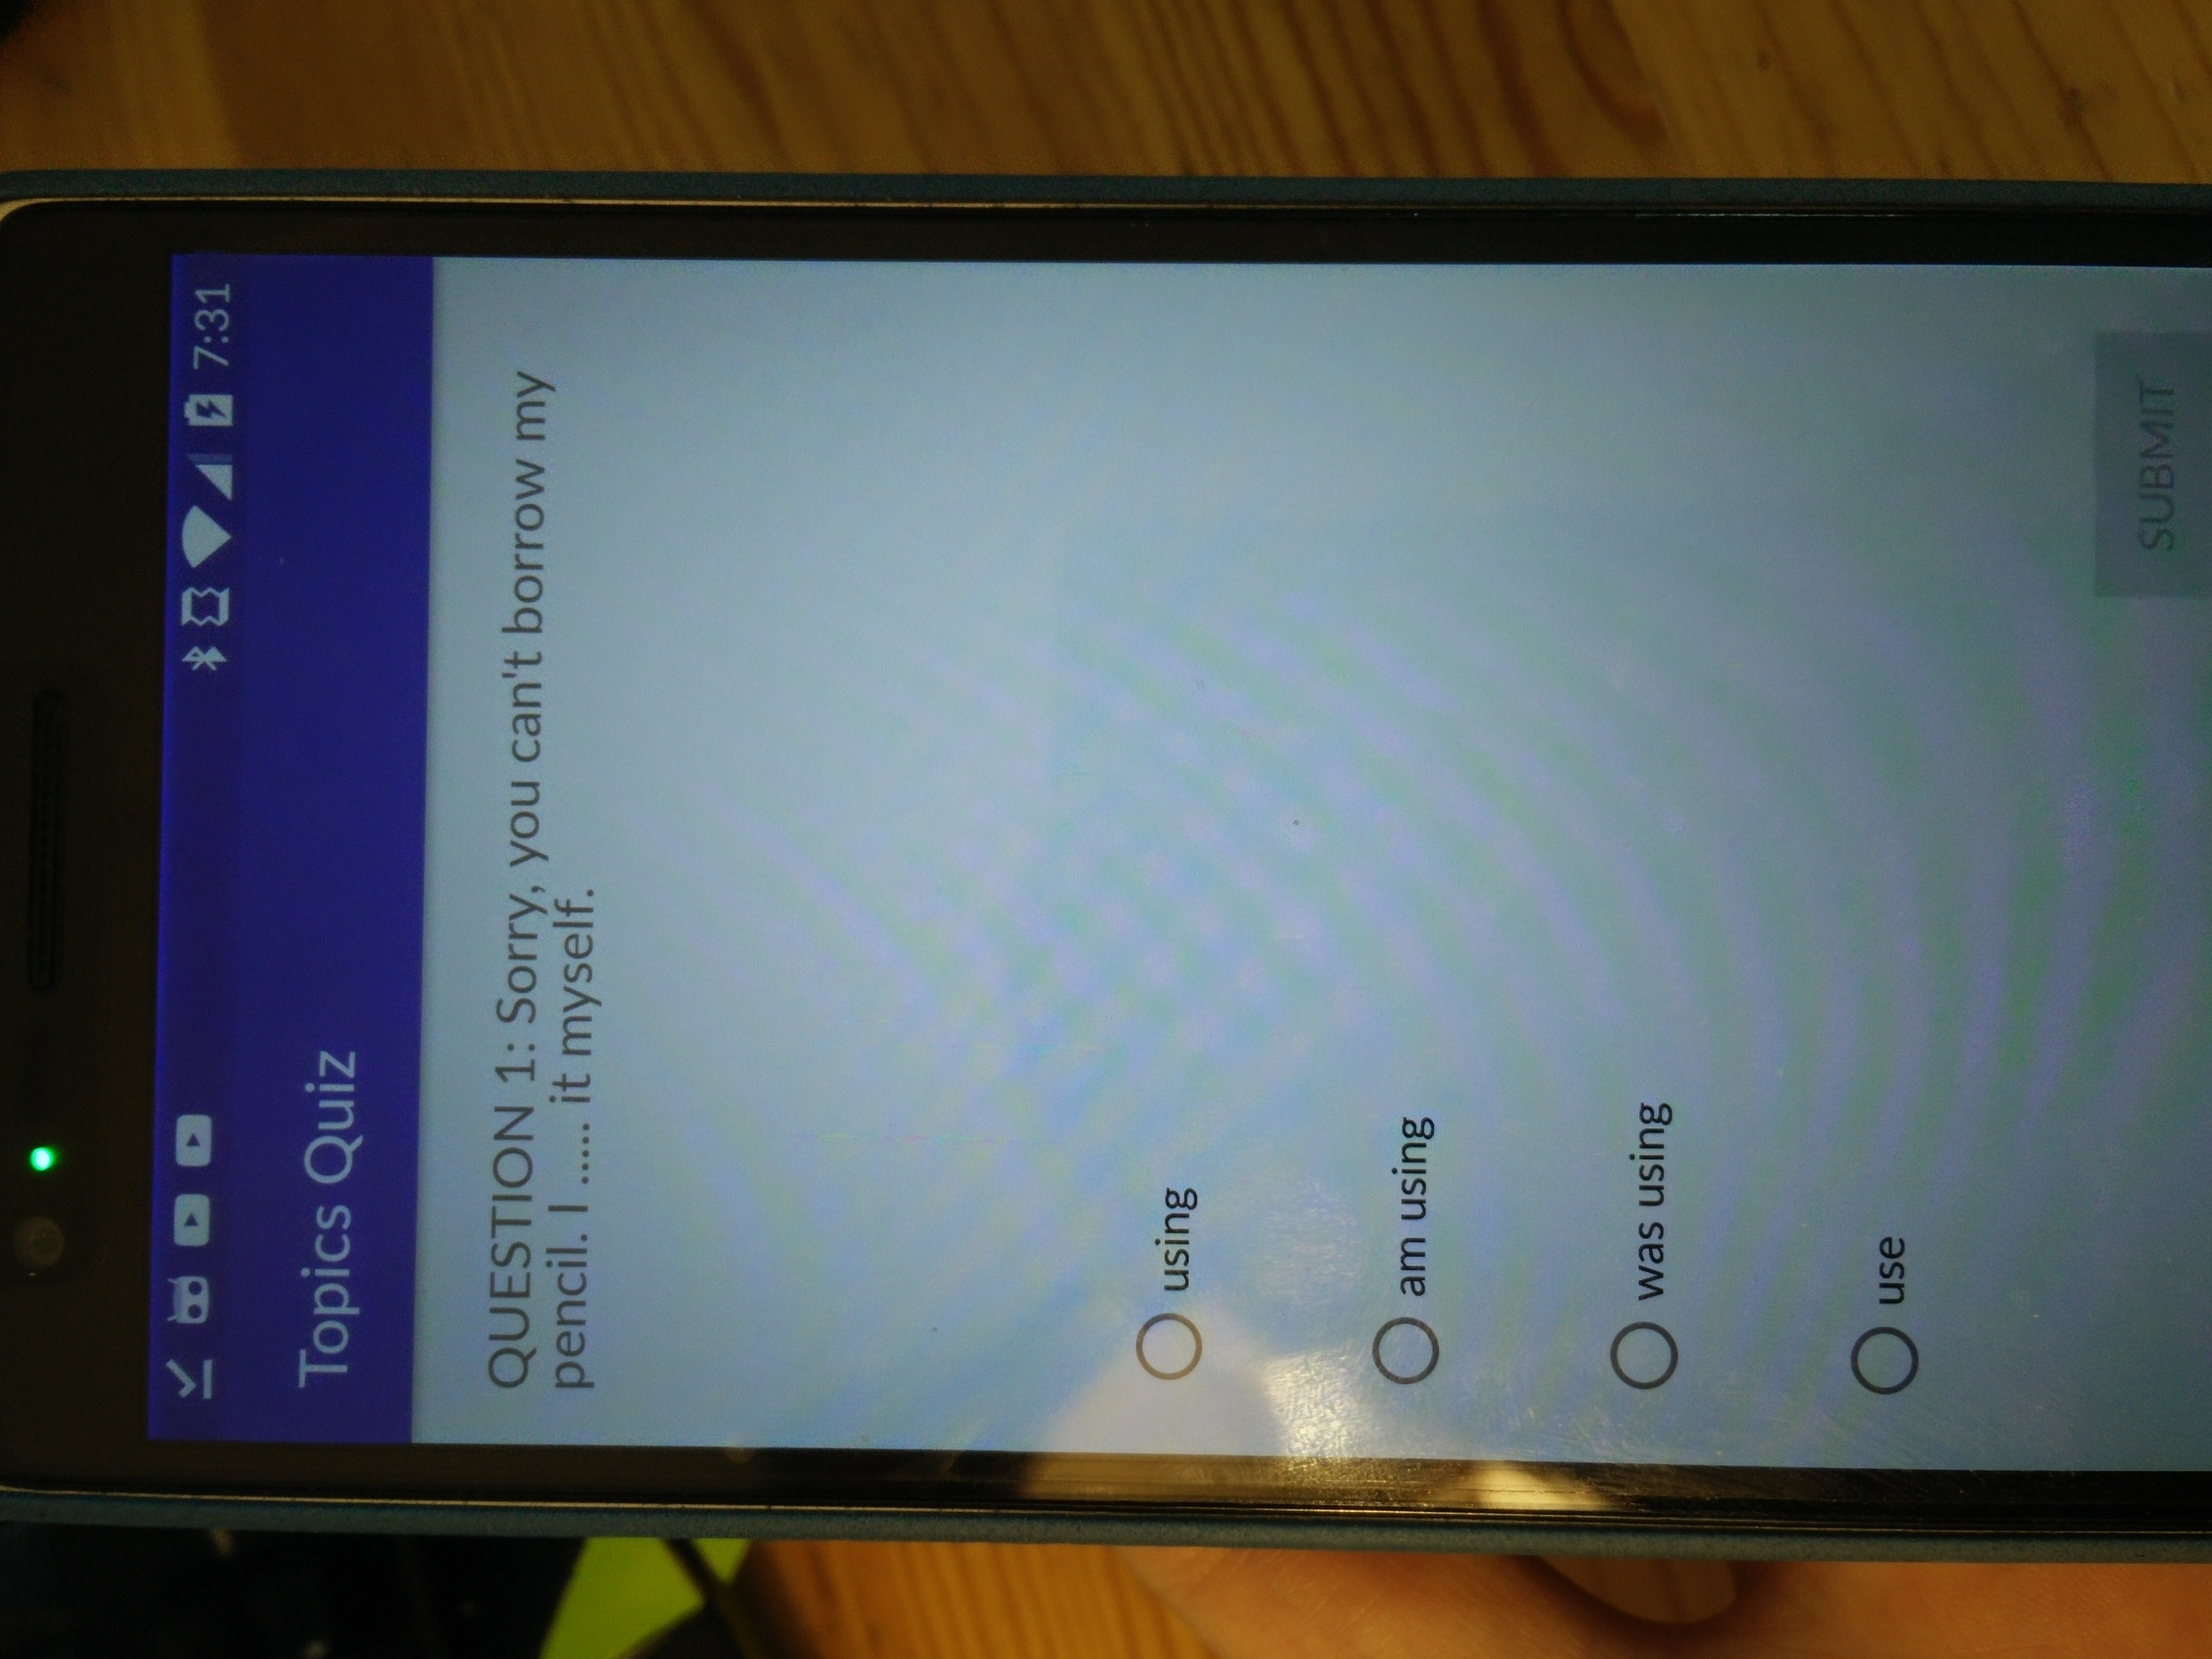 7:31
Topics Quiz
QUESTION 1: Sorry, you can't borrow my
pencil. I ..... it myself.
using
am using
was using
use
SUBMIT